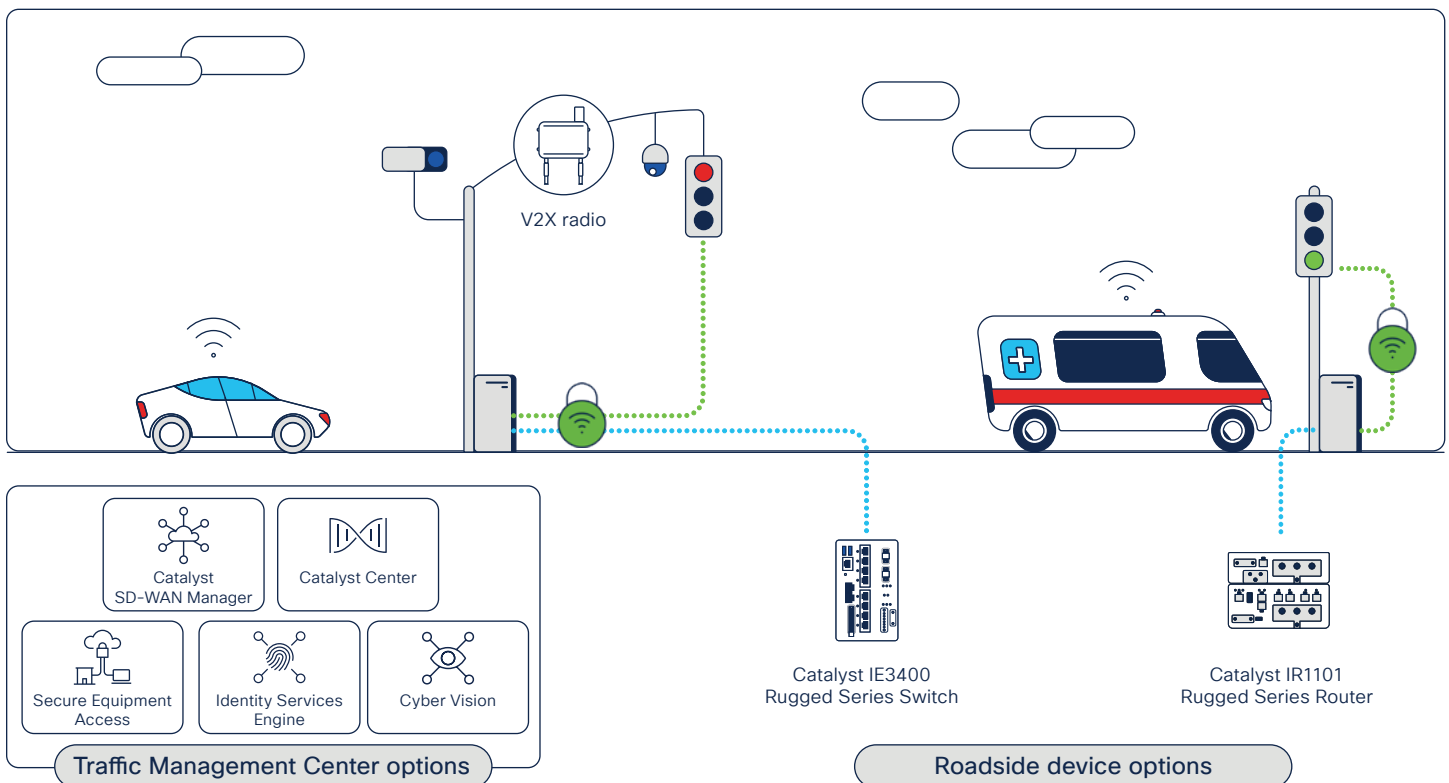 V2X radio
Catalyst
SD-WAN Manager
Catalyst Center
Secure Equipment
Access
Identity Services
Engine
Cyber Vision
Traffic Management Center options
Catalyst IE3400
Rugged Series Switch
Catalyst IR1101
Rugged Series Router
Roadside device options